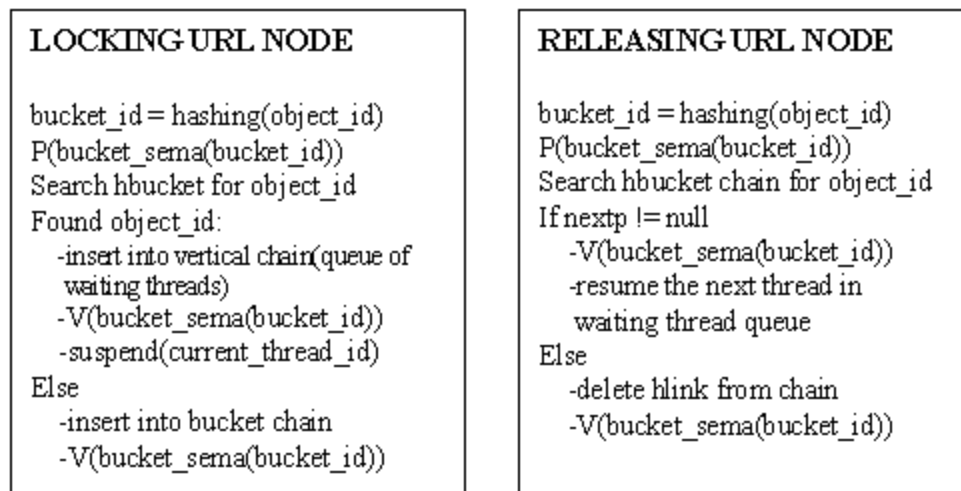 LOCKING URL NODE
bucket_id = hashing(object_id)
P(bucket_sema(bucket_id))
Search hbucket for object_id
Found object_id:
-insert into vertical chain(queue of
waiting threads)
-V(bucket_sema(bucket_id))
-suspend(current_thread_id)
Else
-insert into bucket chain
-V(bucket_sema(bucket_id))
RELEASING URL NODE
bucket_id = hashing(object_id)
P(bucket_sema(bucket_id))
Search hbucket chain for object_id
If nextp != null
-V(bucket_sema(bucket_id))
-resume the next thread in
waiting thread queue
Else
-delete hlink from chain
-V(bucket_sema(bucket_id))